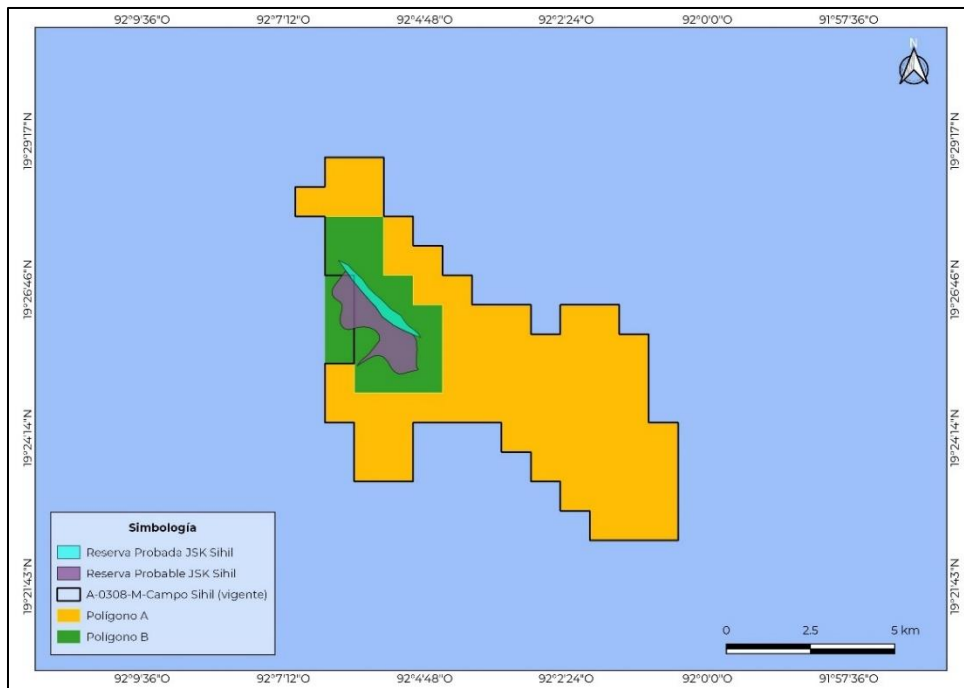 92°9'36"O 92°7'12"O 92°4'48"O 92°2'24"O 92°0'0"O 91°57'36"O
N
19°29'17"N 19°29'17"N
19°26'46"N 19°26'46"N
19°24'14"N 19°24'14"N
19°21'43"N 19°21'43"N
Simbología
Reserva Probada JSK Sihil
Reserva Probable JSK Sihil
A-0308-M-Campo Sihil (vigente)
Polígono A
Polígono B
0 2.5 5 km
92°9'36"O 92°7'12"O 92°4'48"O 92°2'24"O 92°0'0"O 91°57'36"O